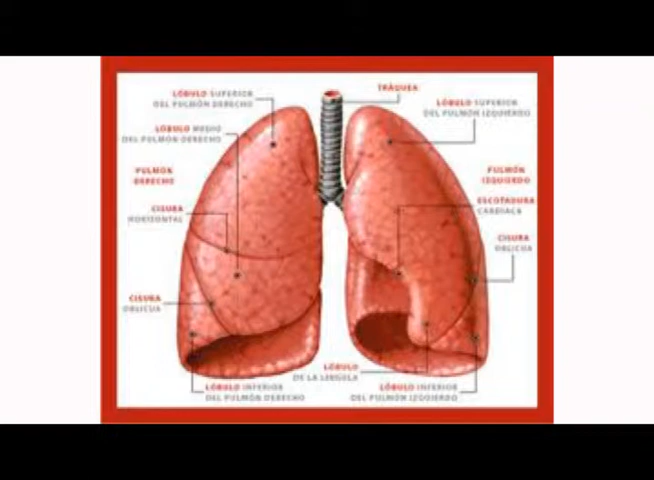 LÓBULO SUPERIOR
DEL PULMÓN DERECHO
TRÁQUEA
LÓBULO SUPERIOR
DEL PULMÓN IZQUIERDO
LÓBULO MEDIO
DEL PULMÓN DERECHO
PULMÓN
DERECHO
PULMÓN
IZQUIERDO
CISURA
HORIZONTAL
ESCOTADURA
CARDIACA
CISURA
OBLICUA
CISURA
OBLICUA
LÓBULO
DE LA LINGULA
LÓBULO INFERIOR
DEL PULMÓN DERECHO
LÓBULO INFERIOR
DEL PULMÓN IZQUIERDO